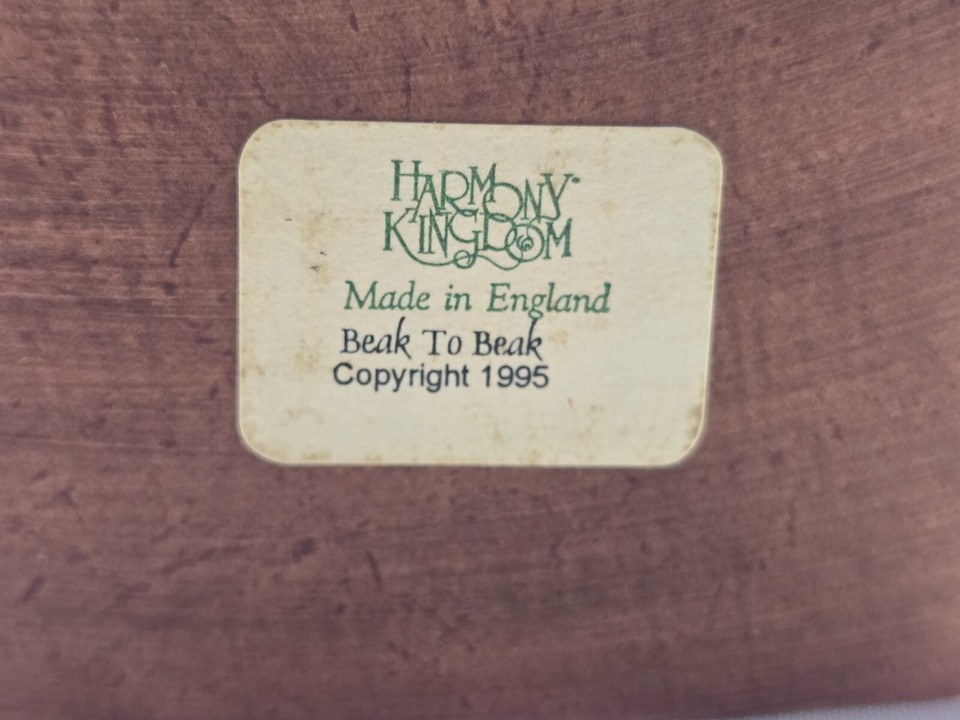 HARMONY
KINGDOM
Made in England
Beak To Beak
Copyright 1995